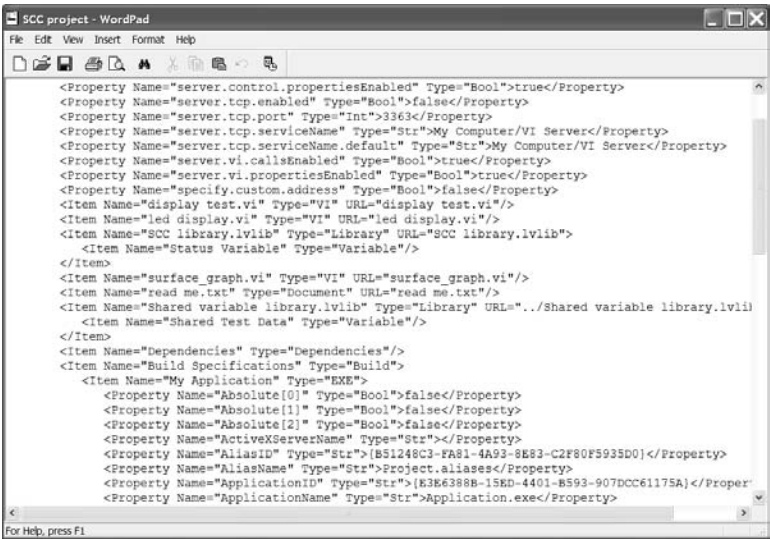 SCC project - WordPad
File Edit View Insert Format Help
<Property Name="server.control.propertiesEnabled" Type="Bool">true</Property>
<Property Name="server.tcp.enabled" Type="Bool">false</Property>
<Property Name="server.tcp.port" Type="Int">3363</Property>
<Property Name="server.tcp.serviceName" Type="Str">My Computer/VI Server</Property>
<Property Name="server.tcp.serviceName.default" Type="Str">My Computer/VI Server</Property>
<Property Name="server.vi.callsEnabled" Type="Bool">true</Property>
<Property Name="server.vi.propertiesEnabled" Type="Bool">true</Property>
<Property Name="specify.custom.address" Type="Bool">false</Property>
<Item Name="display test.vi" Type="VI" URL="display test.vi"/>
<Item Name="led display.vi" Type="VI" URL="led display.vi"/>
<Item Name="SCC library.lvlib" Type="Library" URL="SCC library.lvlib">
<Item Name="Status Variable" Type="Variable"/>
</Item>
<Item Name="surface_graph.vi" Type="VI" URL="surface_graph.vi"/>
<Item Name="read me.txt" Type="Document" URL="read me.txt"/>
<Item Name="Shared variable library.lvlib" Type="Library" URL="../Shared variable library.lvli
<Item Name="Shared Test Data" Type="Variable"/>
</Item>
<Item Name="Dependencies" Type="Dependencies"/>
<Item Name="Build Specifications" Type="Build">
<Item Name="My Application" Type="EXE">
<Property Name="Absolute[0]" Type="Bool">false</Property>
<Property Name="Absolute[1]" Type="Bool">false</Property>
<Property Name="Absolute[2]" Type="Bool">false</Property>
<Property Name="ActiveXServerName" Type="Str"></Property>
<Property Name="AliasID" Type="Str">{B51248C3-FA81-4A93-8E83-C2F80F5935D0}</Property>
<Property Name="AliasName" Type="Str">Project.aliases</Property>
<Property Name="ApplicationID" Type="Str">{E3E6388B-15ED-4401-B593-907DCC61175A}</Proper
<Property Name="ApplicationName" Type="Str">Application.exe</Property>
For Help, press F1